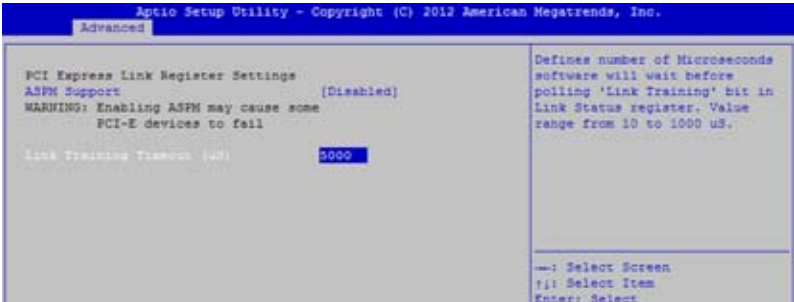 Aptio Setup Utility - Copyright (C) 2012 American Megatrends, Inc.
Advanced
PCI Express Link Register Settings
ASPM Support [Disabled]
WARNING: Enabling ASPM may cause some
PCI-E devices to fail
Link Training Timeout (uS) 5000
Defines number of Microseconds
software will wait before
polling 'Link Training' bit in
Link Status register. Value
range from 10 to 1000 uS.
→←: Select Screen
↑↓: Select Item
Enter: Select